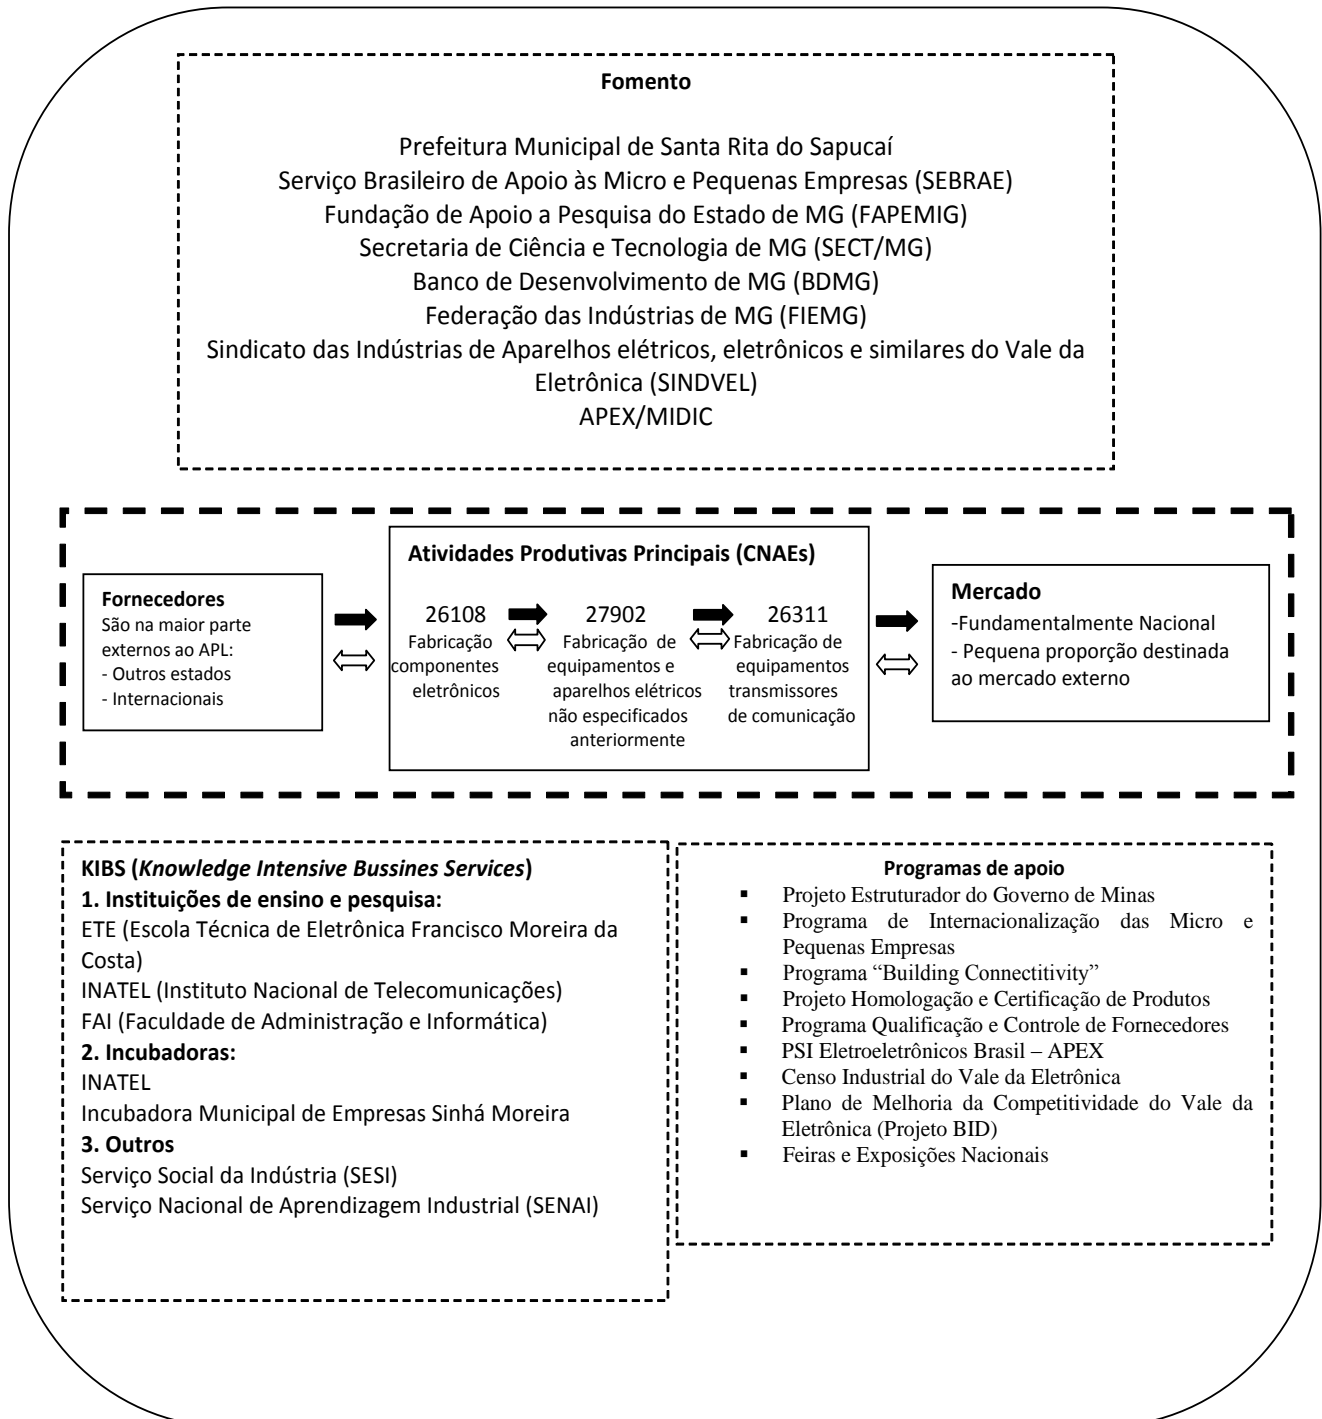 Fomento
Prefeitura Municipal de Santa Rita do Sapucaí
Serviço Brasileiro de Apoio às Micro e Pequenas Empresas (SEBRAE)
Fundação de Apoio a Pesquisa do Estado de MG (FAPEMIG)
Secretaria de Ciência e Tecnologia de MG (SECT/MG)
Banco de Desenvolvimento de MG (BDMG)
Federação das Indústrias de MG (FIEMG)
Sindicato das Indústrias de Aparelhos elétricos, eletrônicos e similares do Vale da
Eletrônica (SINDVEL)
APEX/MIDIC
Fornecedores
São na maior parte
externos ao APL:
- Outros estados
- Internacionais
Atividades Produtivas Principais (CNAEs)
26108
Fabricação
componentes
eletrônicos
27902
Fabricação de
equipamentos e
aparelhos elétricos
não especificados
anteriormente
26311
Fabricação de
equipamentos
transmissores
de comunicação
Mercado
-Fundamentalmente Nacional
- Pequena proporção destinada
ao mercado externo
KIBS (Knowledge Intensive Bussines Services)
1. Instituições de ensino e pesquisa:
ETE (Escola Técnica de Eletrônica Francisco Moreira da
Costa)
INATEL (Instituto Nacional de Telecomunicações)
FAI (Faculdade de Administração e Informática)
2. Incubadoras:
INATEL
Incubadora Municipal de Empresas Sinhá Moreira
3. Outros
Serviço Social da Indústria (SESI)
Serviço Nacional de Aprendizagem Industrial (SENAI)
Programas de apoio
▪ Projeto Estruturador do Governo de Minas
▪ Programa de Internacionalização das Micro e
Pequenas Empresas
▪ Programa “Building Connectitivity”
▪ Projeto Homologação e Certificação de Produtos
▪ Programa Qualificação e Controle de Fornecedores
▪ PSI Eletroeletrônicos Brasil – APEX
▪ Censo Industrial do Vale da Eletrônica
▪ Plano de Melhoria da Competitividade do Vale da
Eletrônica (Projeto BID)
▪ Feiras e Exposições Nacionais